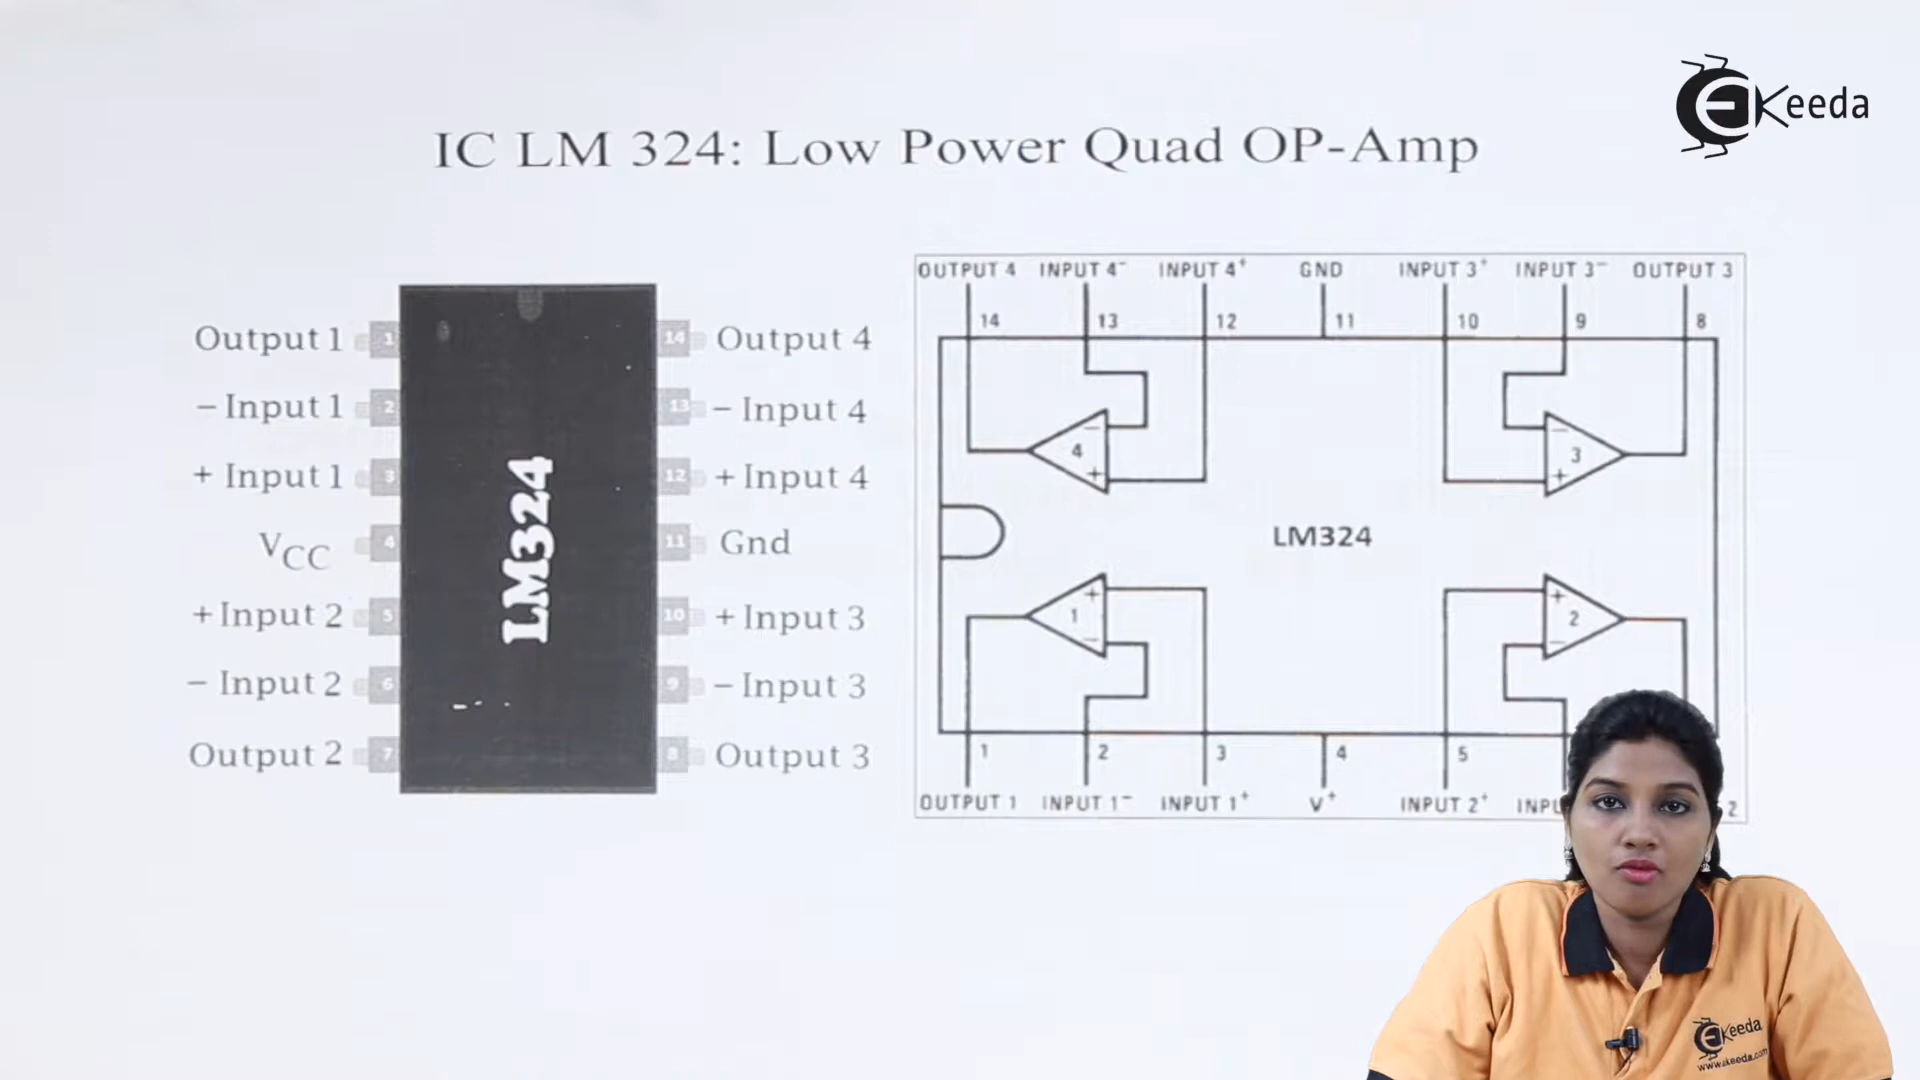 EKeeda
IC LM 324: Low Power Quad OP-Amp
Output 1 1
– Input 1 2
+ Input 1 3
VCC 4
+ Input 2 5
– Input 2 6
Output 2 7
LM324
14 Output 4
13 – Input 4
12 + Input 4
11 Gnd
10 + Input 3
9 – Input 3
8 Output 3
OUTPUT 4 INPUT 4⁻ INPUT 4⁺ GND INPUT 3⁺ INPUT 3⁻ OUTPUT 3
14 13 12 11 10 9 8
− 4 +
− 3 +
LM324
+ 1 −
+ 2 −
1 2 3 4 5
OUTPUT 1 INPUT 1⁻ INPUT 1⁺ V⁺ INPUT 2⁺ 2
EKeeda
www.ekeeda.com